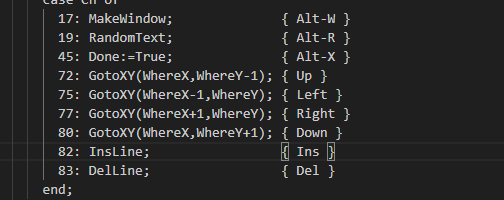 Case Ch of
17: MakeWindow; { Alt-W }
19: RandomText; { Alt-R }
45: Done:=True; { Alt-X }
72: GotoXY(WhereX,WhereY-1); { Up }
75: GotoXY(WhereX-1,WhereY); { Left }
77: GotoXY(WhereX+1,WhereY); { Right }
80: GotoXY(WhereX,WhereY+1); { Down }
82: InsLine; { Ins }
83: DelLine; { Del }
end;